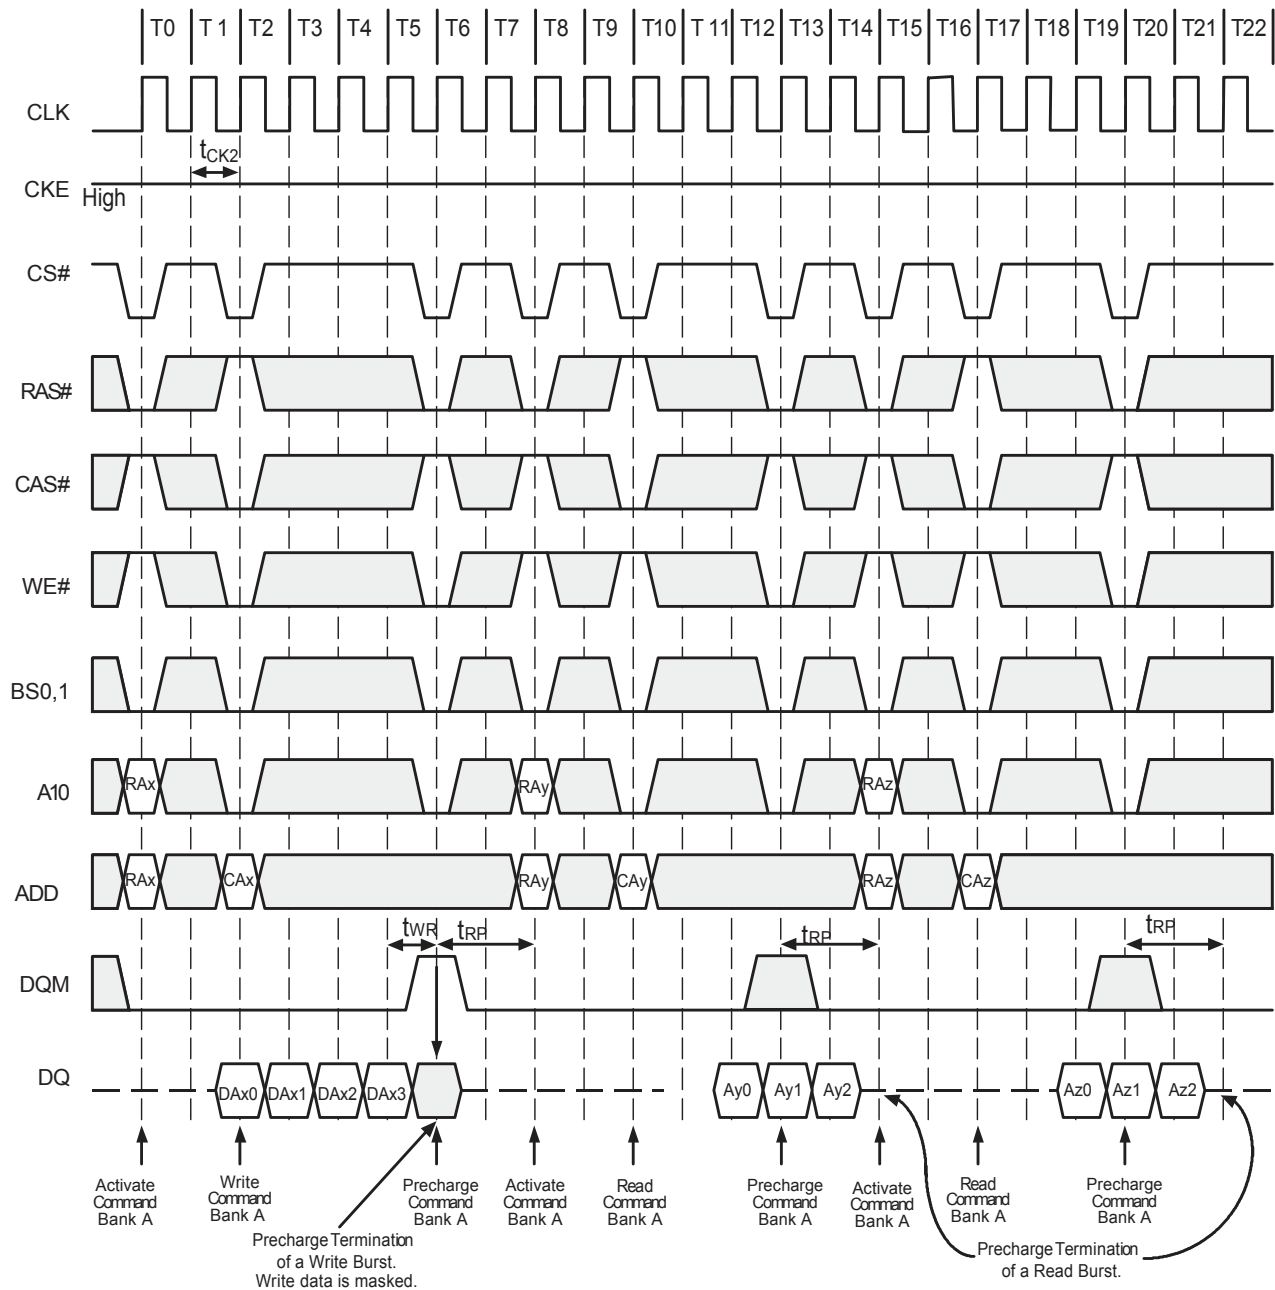 T0 T 1 T2 T3 T4 T5 T6 T7 T8 T9 T10 T 11 T12 T13 T14 T15 T16 T17 T18 T19 T20 T21 T22
CLK
tCK2
CKE High
CS#
RAS#
CAS#
WE#
BS0,1
A10 RAx RAy RAz
ADD RAx CAx RAy CAy RAz CAz
tWR tRP tRP tRP
DQM
DQ DAx0 DAx1 DAx2 DAx3 Ay0 Ay1 Ay2 Az0 Az1 Az2
Activate
Command
Bank A
Write
Command
Bank A
Precharge
Command
Bank A
Activate
Command
Bank A
Read
Command
Bank A
Precharge
Command
Bank A
Activate
Command
Bank A
Read
Command
Bank A
Precharge
Command
Bank A
Precharge Termination
of a Write Burst.
Write data is masked.
Precharge Termination
of a Read Burst.